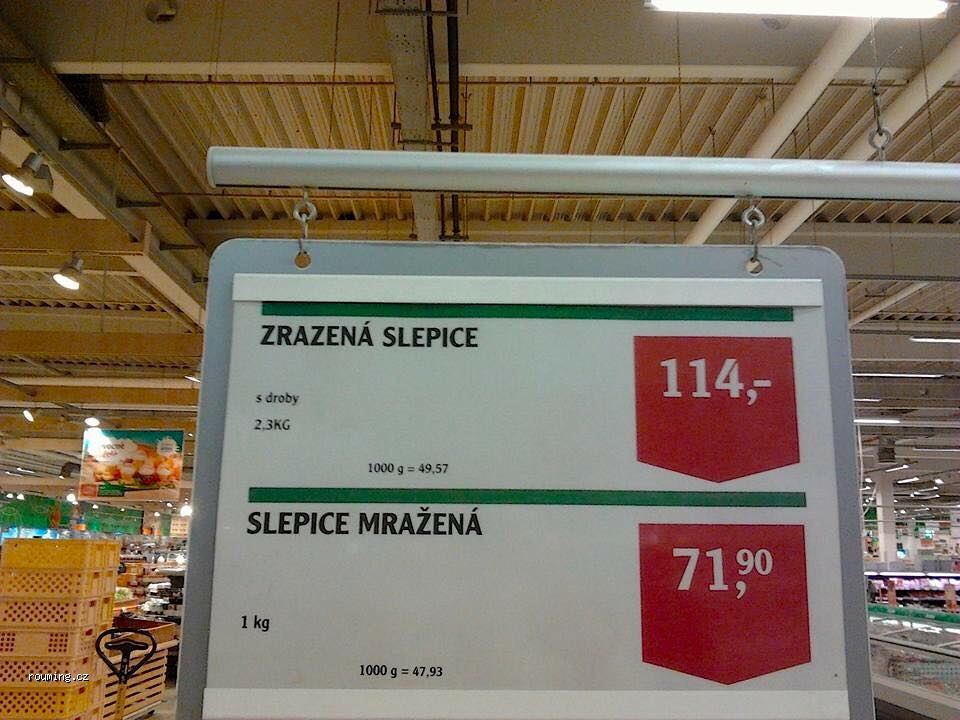 ZRAZENÁ SLEPICE
114,-
s droby
2,3KG
1000 g = 49,57
SLEPICE MRAŽENÁ
71,90
1 kg
1000 g = 47,93
rouming.cz